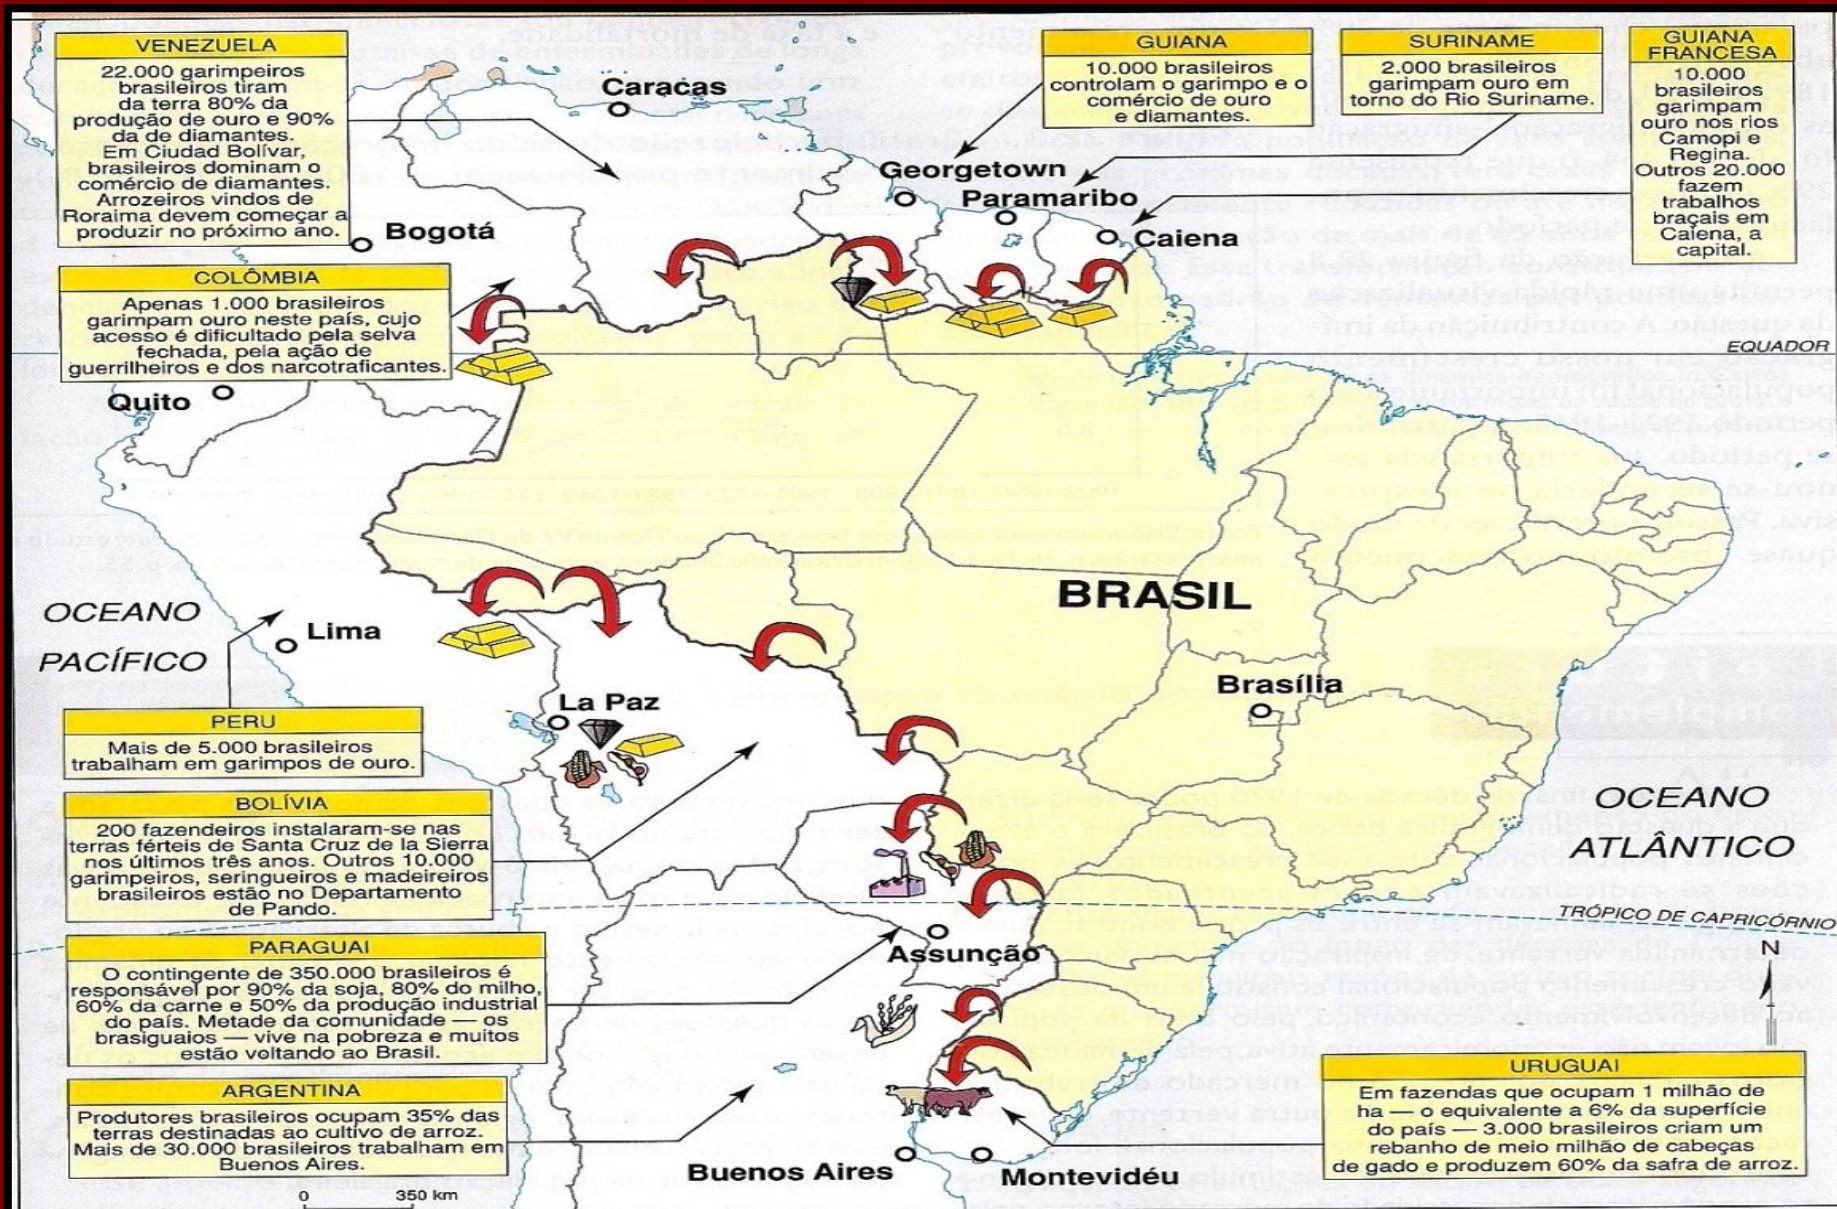 VENEZUELA
22.000 garimpeiros
brasileiros tiram
da terra 80% da
produção de ouro e 90%
da de diamantes.
Em Ciudad Bolívar,
brasileiros dominam o
comércio de diamantes.
Arrozeiros vindos de
Roraima devem começar a
produzir no próximo ano.
COLÔMBIA
Apenas 1.000 brasileiros
garimpam ouro neste país, cujo
acesso é dificultado pela selva
fechada, pela ação de
guerrilheiros e dos narcotraficantes.
GUIANA
10.000 brasileiros
controlam o garimpo e o
comércio de ouro
e diamantes.
SURINAME
2.000 brasileiros
garimpam ouro em
torno do Rio Suriname.
GUIANA
FRANCESA
10.000
brasileiros
garimpam
ouro nos rios
Camopi e
Regina.
Outros 20.000
fazem
trabalhos
braçais em
Caiena, a
capital.
Caracas
Georgetown
Paramaribo
Caiena
Bogotá
EQUADOR
Quito
BRASIL
OCEANO
PACÍFICO
Lima
La Paz
Brasília
PERU
Mais de 5.000 brasileiros
trabalham em garimpos de ouro.
BOLÍVIA
200 fazendeiros instalaram-se nas
terras férteis de Santa Cruz de la Sierra
nos últimos três anos. Outros 10.000
garimpeiros, seringueiros e madeireiros
brasileiros estão no Departamento
de Pando.
OCEANO
ATLÂNTICO
TRÓPICO DE CAPRICÓRNIO
N
Assunção
PARAGUAI
O contingente de 350.000 brasileiros é
responsável por 90% da soja, 80% do milho,
60% da carne e 50% da produção industrial
do país. Metade da comunidade — os
brasiguaios — vive na pobreza e muitos
estão voltando ao Brasil.
ARGENTINA
Produtores brasileiros ocupam 35% das
terras destinadas ao cultivo de arroz.
Mais de 30.000 brasileiros trabalham em
Buenos Aires.
URUGUAI
Em fazendas que ocupam 1 milhão de
ha — o equivalente a 6% da superfície
do país — 3.000 brasileiros criam um
rebanho de meio milhão de cabeças
de gado e produzem 60% da safra de arroz.
Buenos Aires
Montevidéu
0 350 km